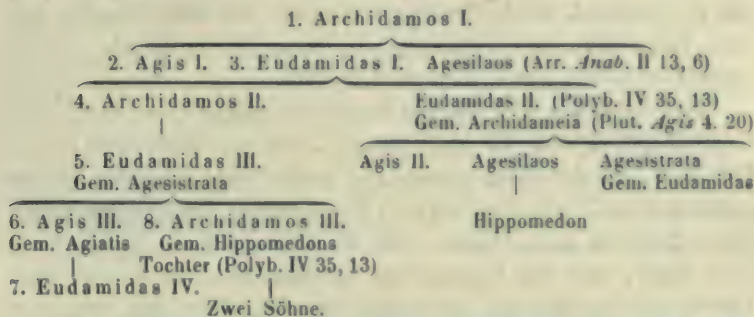 1. Archidamos I.
2. Agis I. 3. Eudamidas I. Agesilaos (Arr. Anab. II 13, 6)
4. Archidamos II. Eudamidas II. (Polyb. IV 35, 13)
Gem. Archidameia (Plut. Agis 4. 20)
5. Eudamidas III. Agis II. Agesilaos Agesistrata
Gem. Agesistrata Gem. Eudamidas
6. Agis III. 8. Archidamos III. Hippomedon
Gem. Agiatis Gem. Hippomedons
Tochter (Polyb. IV 35, 13)
7. Eudamidas IV.
Zwei Söhne.